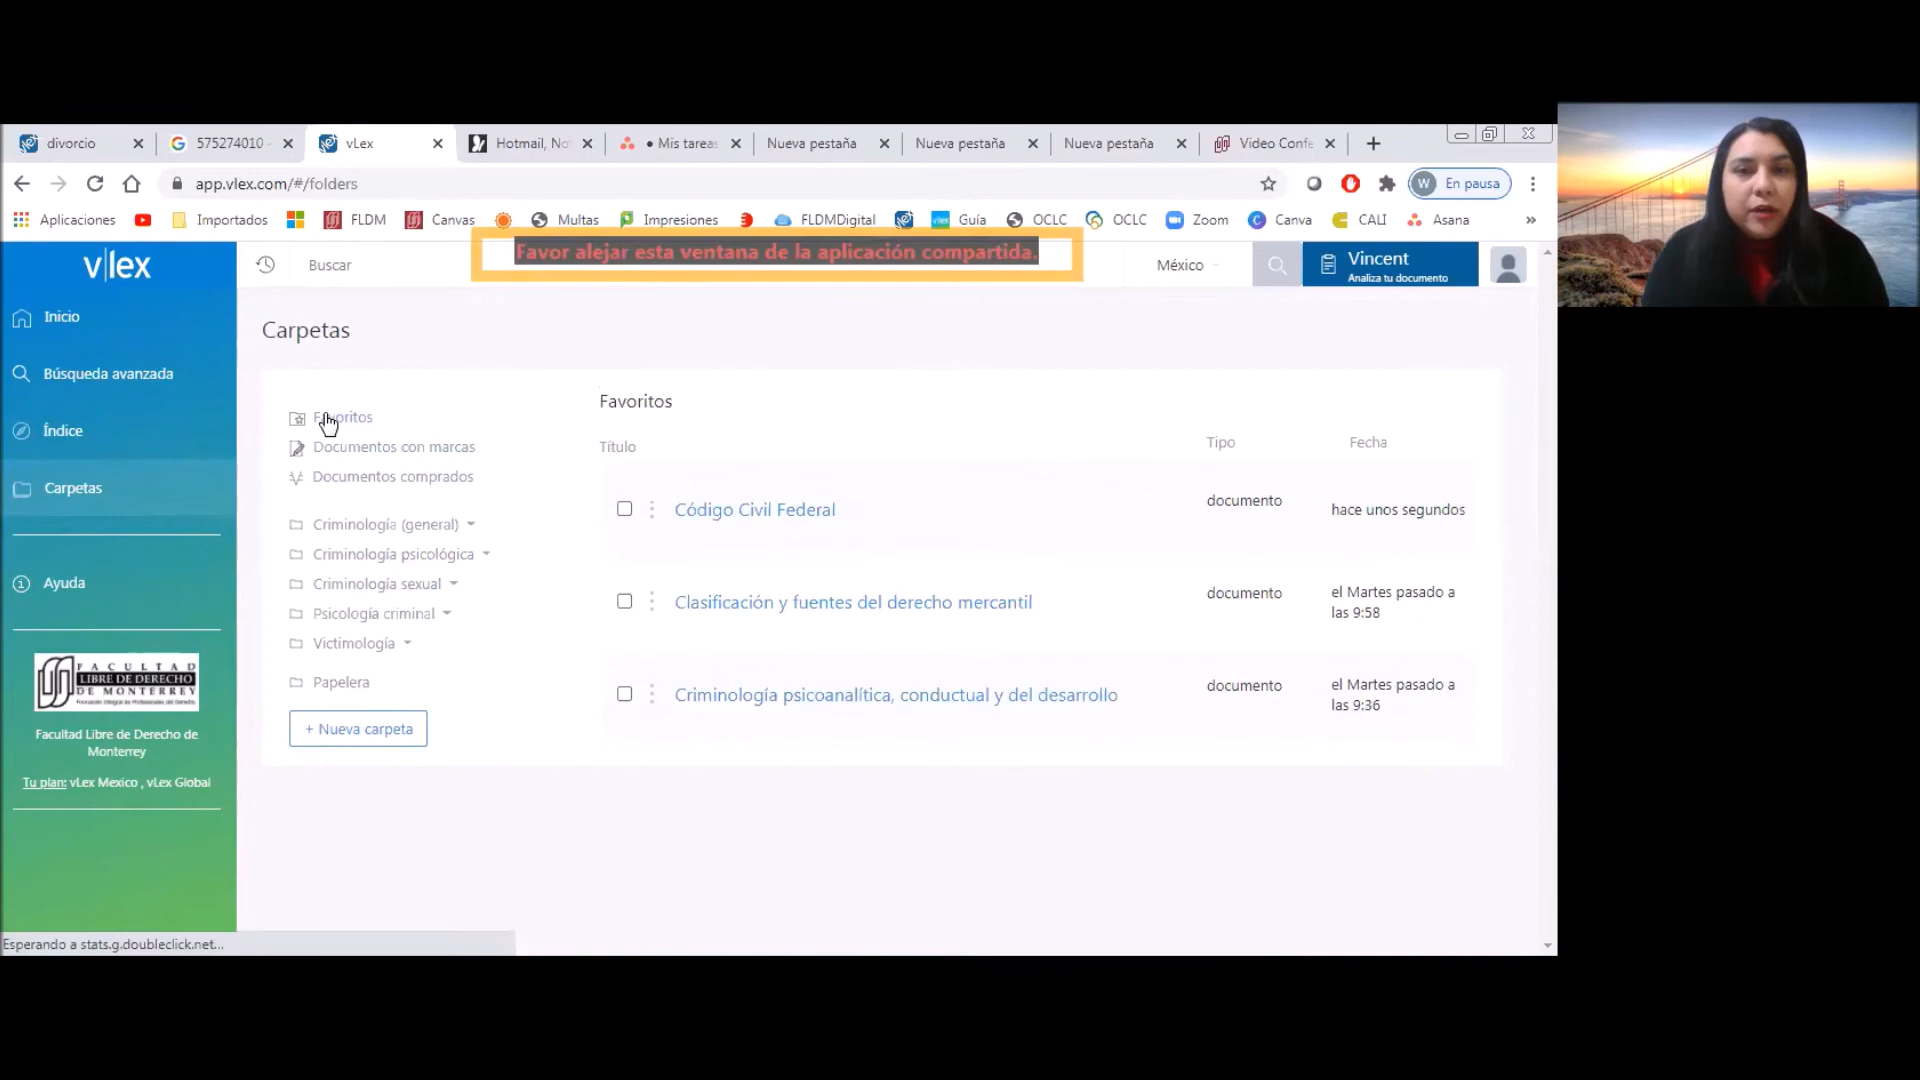 divorcio
575274010 -
vLex
Hotmail, No
• Mis tareas
Nueva pestaña
Nueva pestaña
Nueva pestaña
Video Confe
app.vlex.com/#/folders
W
En pausa
Aplicaciones
Importados
FLDM
Canvas
Multas
Impresiones
FLDMDigital
Guía
OCLC
OCLC
Zoom
Canva
CALI
Asana
»
Favor alejar esta ventana de la aplicación compartida.
v|lex
Buscar
México
Vincent
Analiza tu documento
Inicio
Búsqueda avanzada
Índice
Carpetas
Ayuda
FACULTAD
LIBRE DE DERECHO
DE MONTERREY
Facultad Libre de Derecho de
Monterrey
Tu plan: vLex Mexico , vLex Global
Carpetas
Favoritos
Documentos con marcas
Documentos comprados
Criminología (general)
Criminología psicológica
Criminología sexual
Psicología criminal
Victimología
Papelera
+ Nueva carpeta
Favoritos
Título
Tipo
Fecha
Código Civil Federal
documento
hace unos segundos
Clasificación y fuentes del derecho mercantil
documento
el Martes pasado a
las 9:58
Criminología psicoanalítica, conductual y del desarrollo
documento
el Martes pasado a
las 9:36
Esperando a stats.g.doubleclick.net...